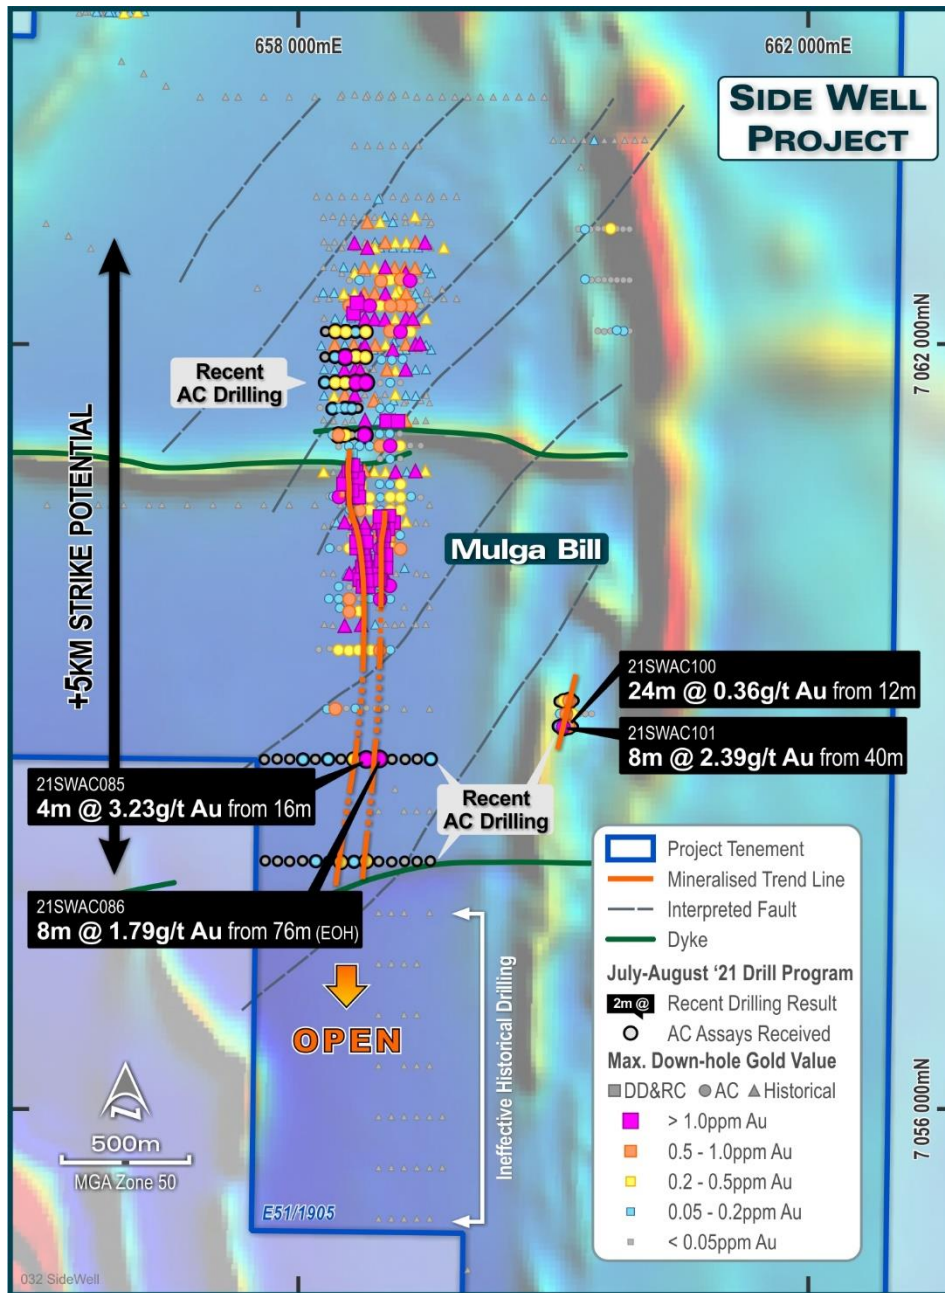 658 000mE
662 000mE
SIDE WELL
PROJECT
7 062 000mN
Recent
AC Drilling
+5KM STRIKE POTENTIAL
Mulga Bill
21SWAC100
24m @ 0.36g/t Au from 12m
21SWAC101
8m @ 2.39g/t Au from 40m
21SWAC085
4m @ 3.23g/t Au from 16m
Recent
AC Drilling
21SWAC086
8m @ 1.79g/t Au from 76m (EOH)
OPEN
Ineffective Historical Drilling
Project Tenement
Mineralised Trend Line
Interpreted Fault
Dyke
July-August ‘21 Drill Program
2m @ Recent Drilling Result
AC Assays Received
Max. Down-hole Gold Value
DD&RC AC Historical
> 1.0ppm Au
0.5 - 1.0ppm Au
0.2 - 0.5ppm Au
0.05 - 0.2ppm Au
< 0.05ppm Au
7 056 000mN
N
500m
MGA Zone 50
E51/1905
032 SideWell